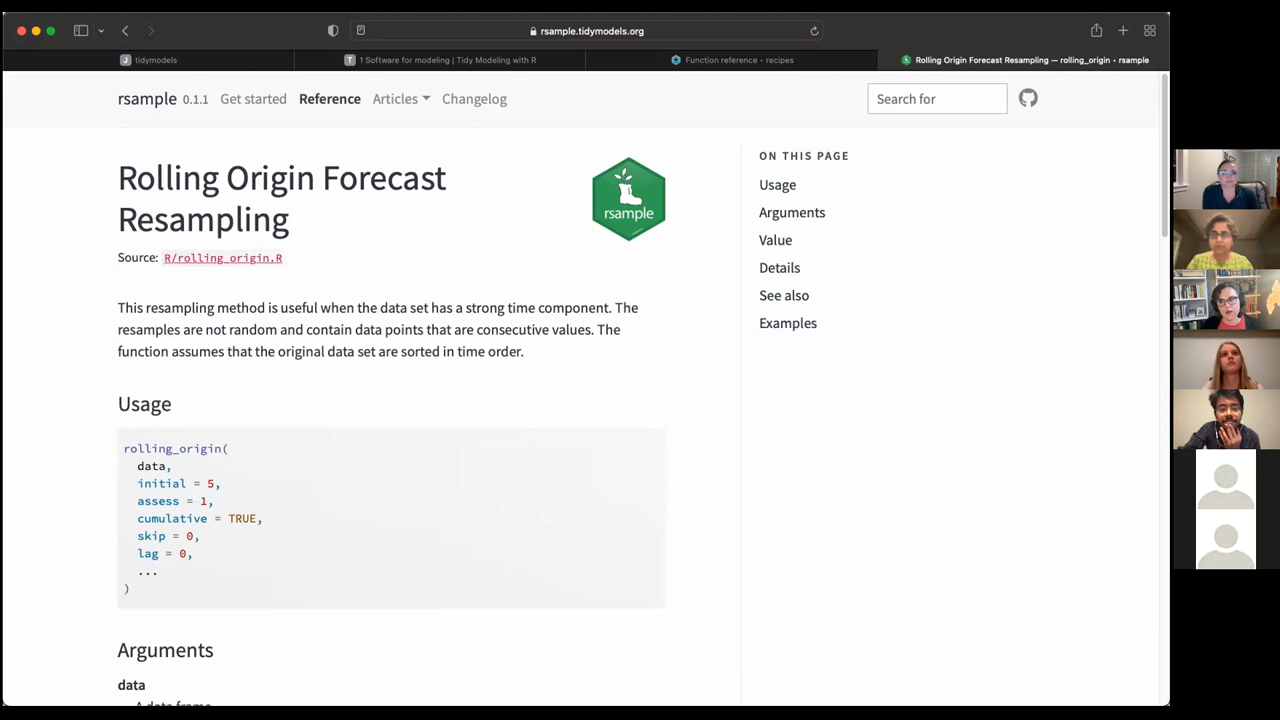 rsample.tidymodels.org
tidymodels
1 Software for modeling | Tidy Modeling with R
Function reference • recipes
Rolling Origin Forecast Resampling — rolling_origin • rsample
rsample 0.1.1 Get started Reference Articles Changelog
Search for
Rolling Origin Forecast
Resampling
rsample
Source: R/rolling_origin.R
This resampling method is useful when the data set has a strong time component. The
resamples are not random and contain data points that are consecutive values. The
function assumes that the original data set are sorted in time order.
Usage
rolling_origin(
data,
initial = 5,
assess = 1,
cumulative = TRUE,
skip = 0,
lag = 0,
...
)
Arguments
data
A data frame.
ON THIS PAGE
Usage
Arguments
Value
Details
See also
Examples